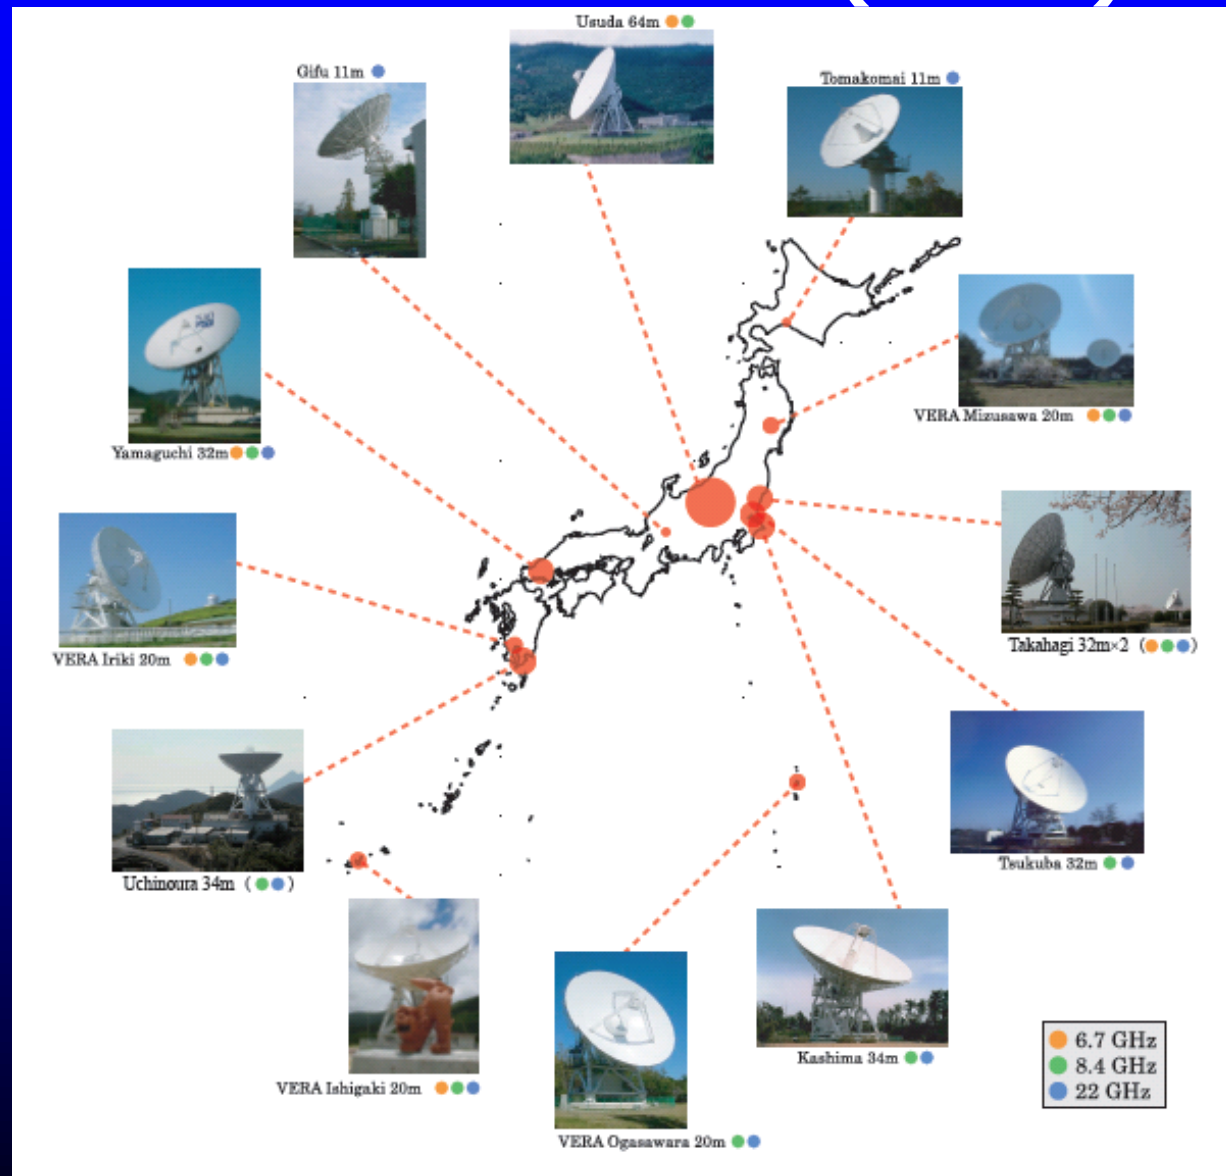 Usuda 64m
Gifu 11m
Tomakomai 11m
VERA Mizusawa 20m
Yamaguchi 32m
Takahagi 32m×2 ( )
VERA Iriki 20m
Tsukuba 32m
Uchinoura 34m ( )
Kashima 34m
VERA Ishigaki 20m
VERA Ogasawara 20m
6.7 GHz
8.4 GHz
22 GHz